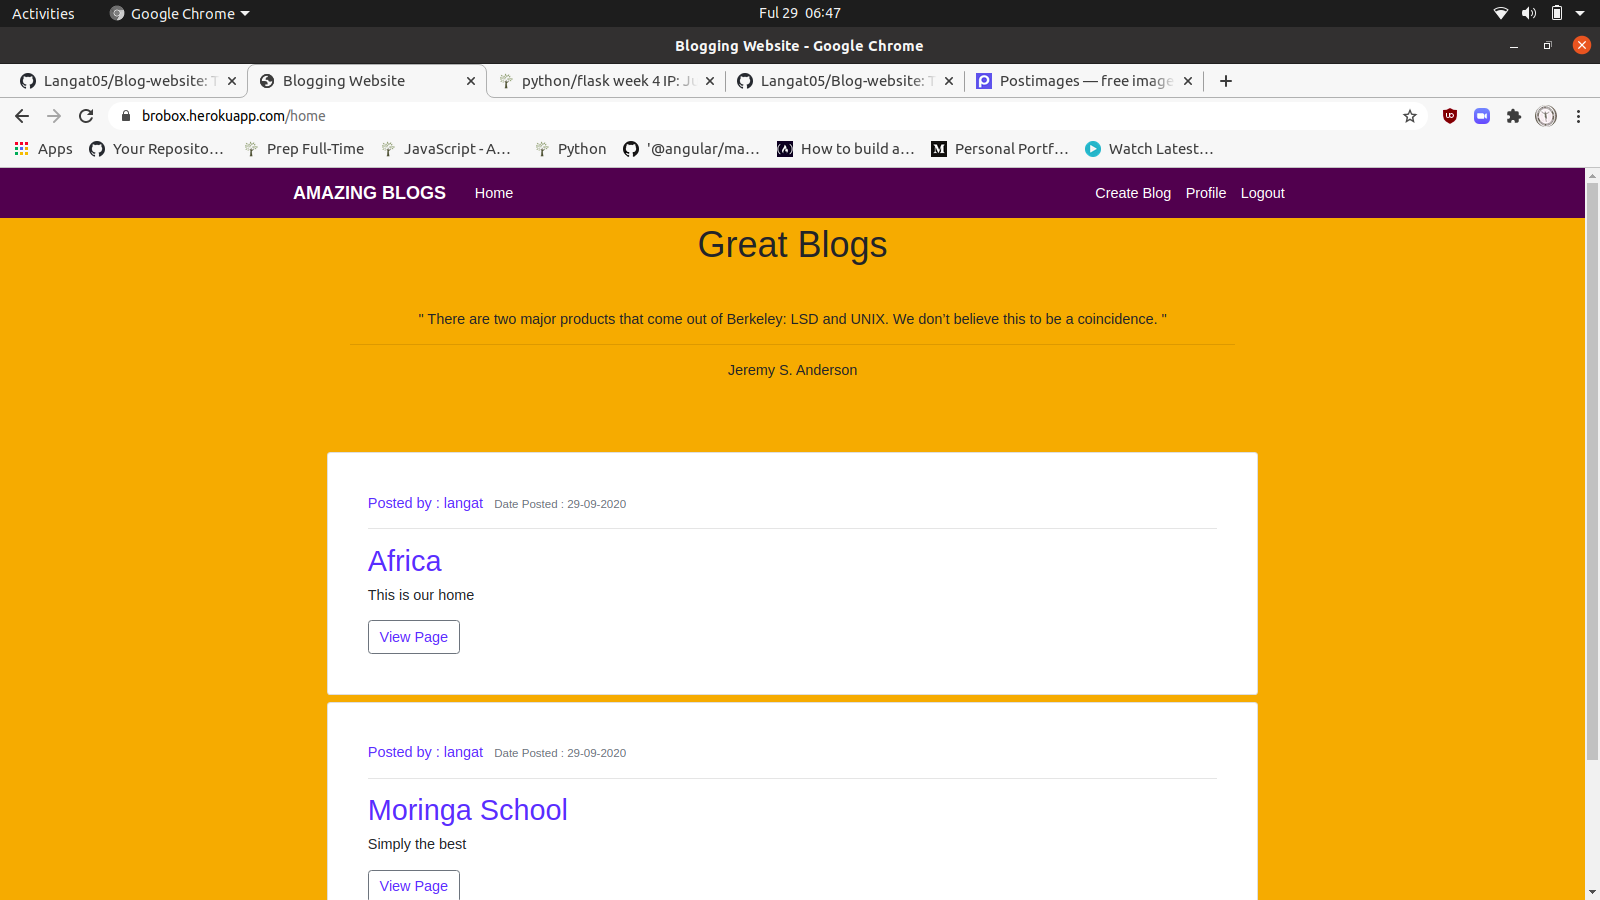 Activities Google Chrome Ful 29 06:47
Blogging Website - Google Chrome
Langat05/Blog-website: T Blogging Website python/flask week 4 IP: Ju Langat05/Blog-website: T Postimages — free image
brobox.herokuapp.com/home
Apps Your Reposito… Prep Full-Time JavaScript - A… Python '@angular/ma… How to build a… Personal Portf… Watch Latest…
AMAZING BLOGS Home Create Blog Profile Logout
Great Blogs
" There are two major products that come out of Berkeley: LSD and UNIX. We don’t believe this to be a coincidence. "
Jeremy S. Anderson
Posted by : langat Date Posted : 29-09-2020
Africa
This is our home
View Page
Posted by : langat Date Posted : 29-09-2020
Moringa School
Simply the best
View Page